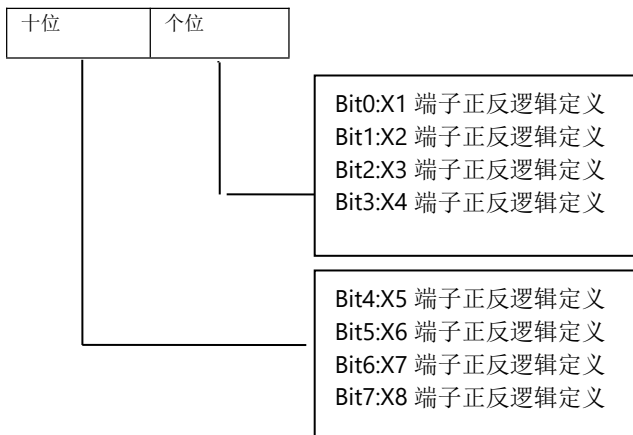 十位
个位
Bit0:X1 端子正反逻辑定义
Bit1:X2 端子正反逻辑定义
Bit2:X3 端子正反逻辑定义
Bit3:X4 端子正反逻辑定义
Bit4:X5 端子正反逻辑定义
Bit5:X6 端子正反逻辑定义
Bit6:X7 端子正反逻辑定义
Bit7:X8 端子正反逻辑定义